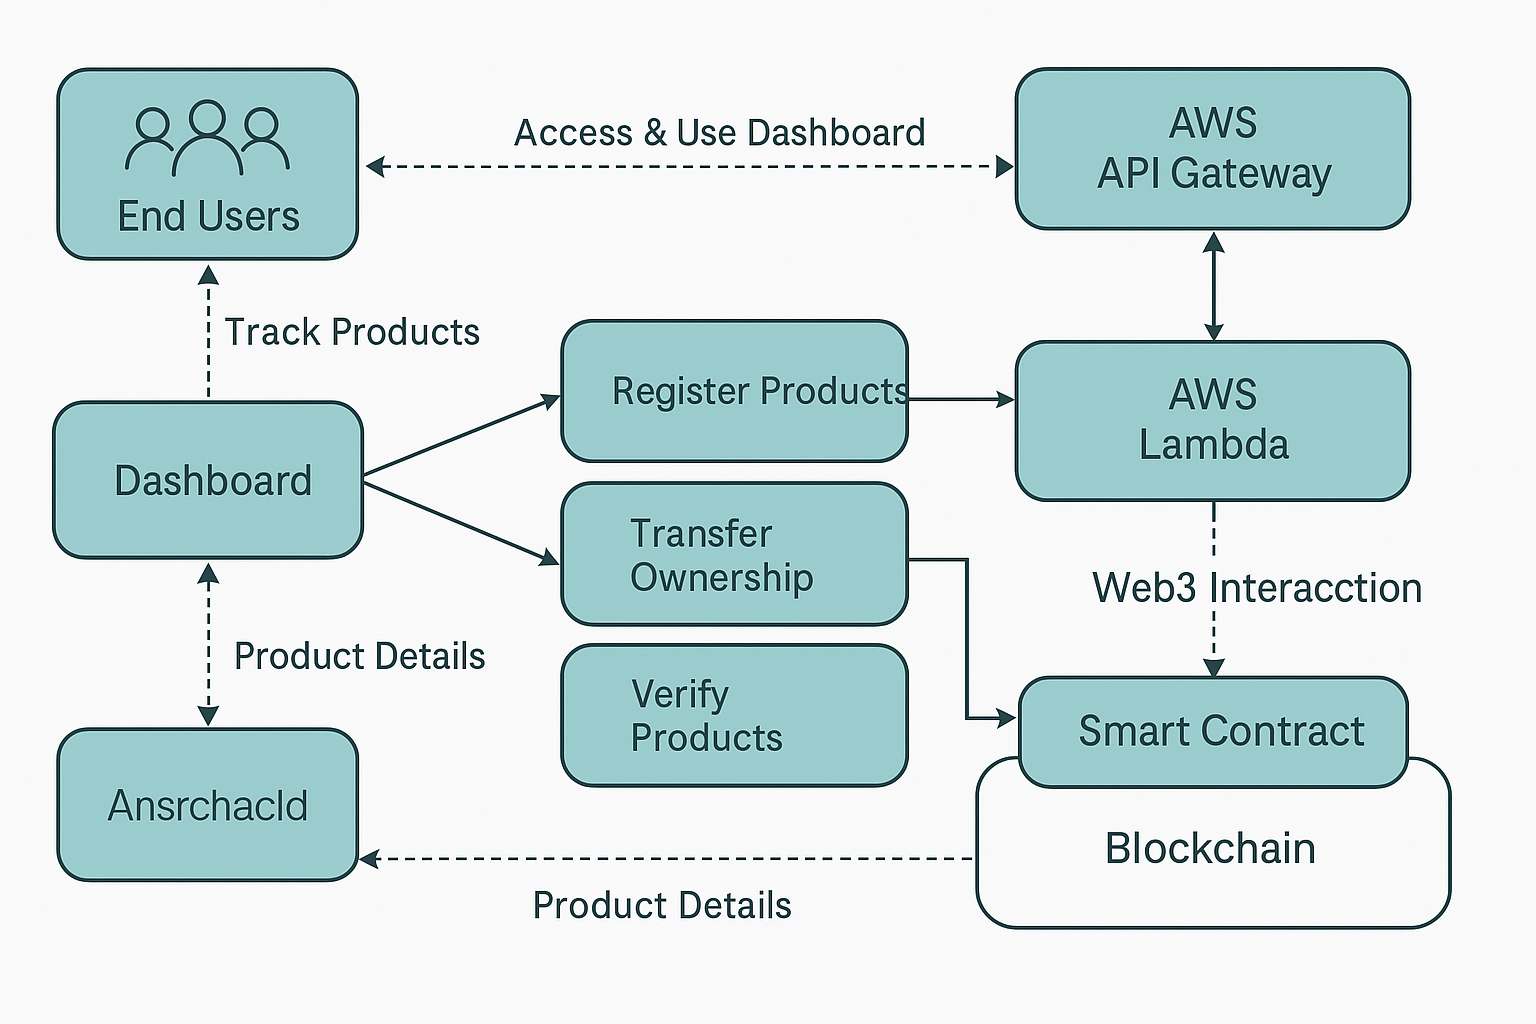 Access & Use Dashboard
AWS
API Gateway
End Users
Track Products
Register Products
AWS
Lambda
Dashboard
Transfer
Ownership
Web3 Interacction
Product Details
Verify
Products
Smart Contract
Ansrchacld
Blockchain
Product Details